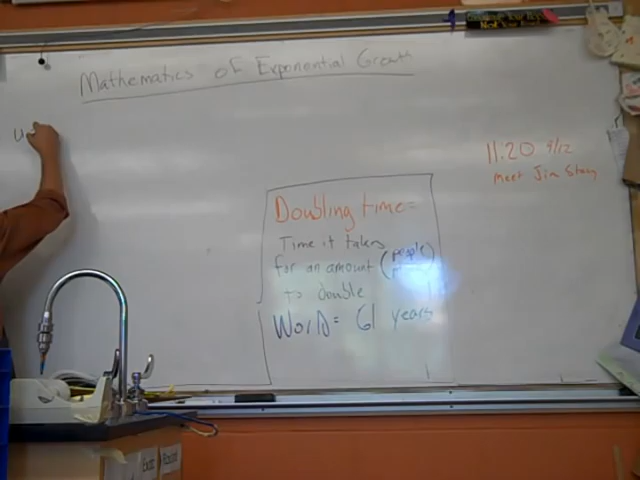 Mathematics of Exponential Growth
11.20 9/12
meet Jim Stang
Doubling time=
Time it takes
for an amount (people)
to double
World= 61 years